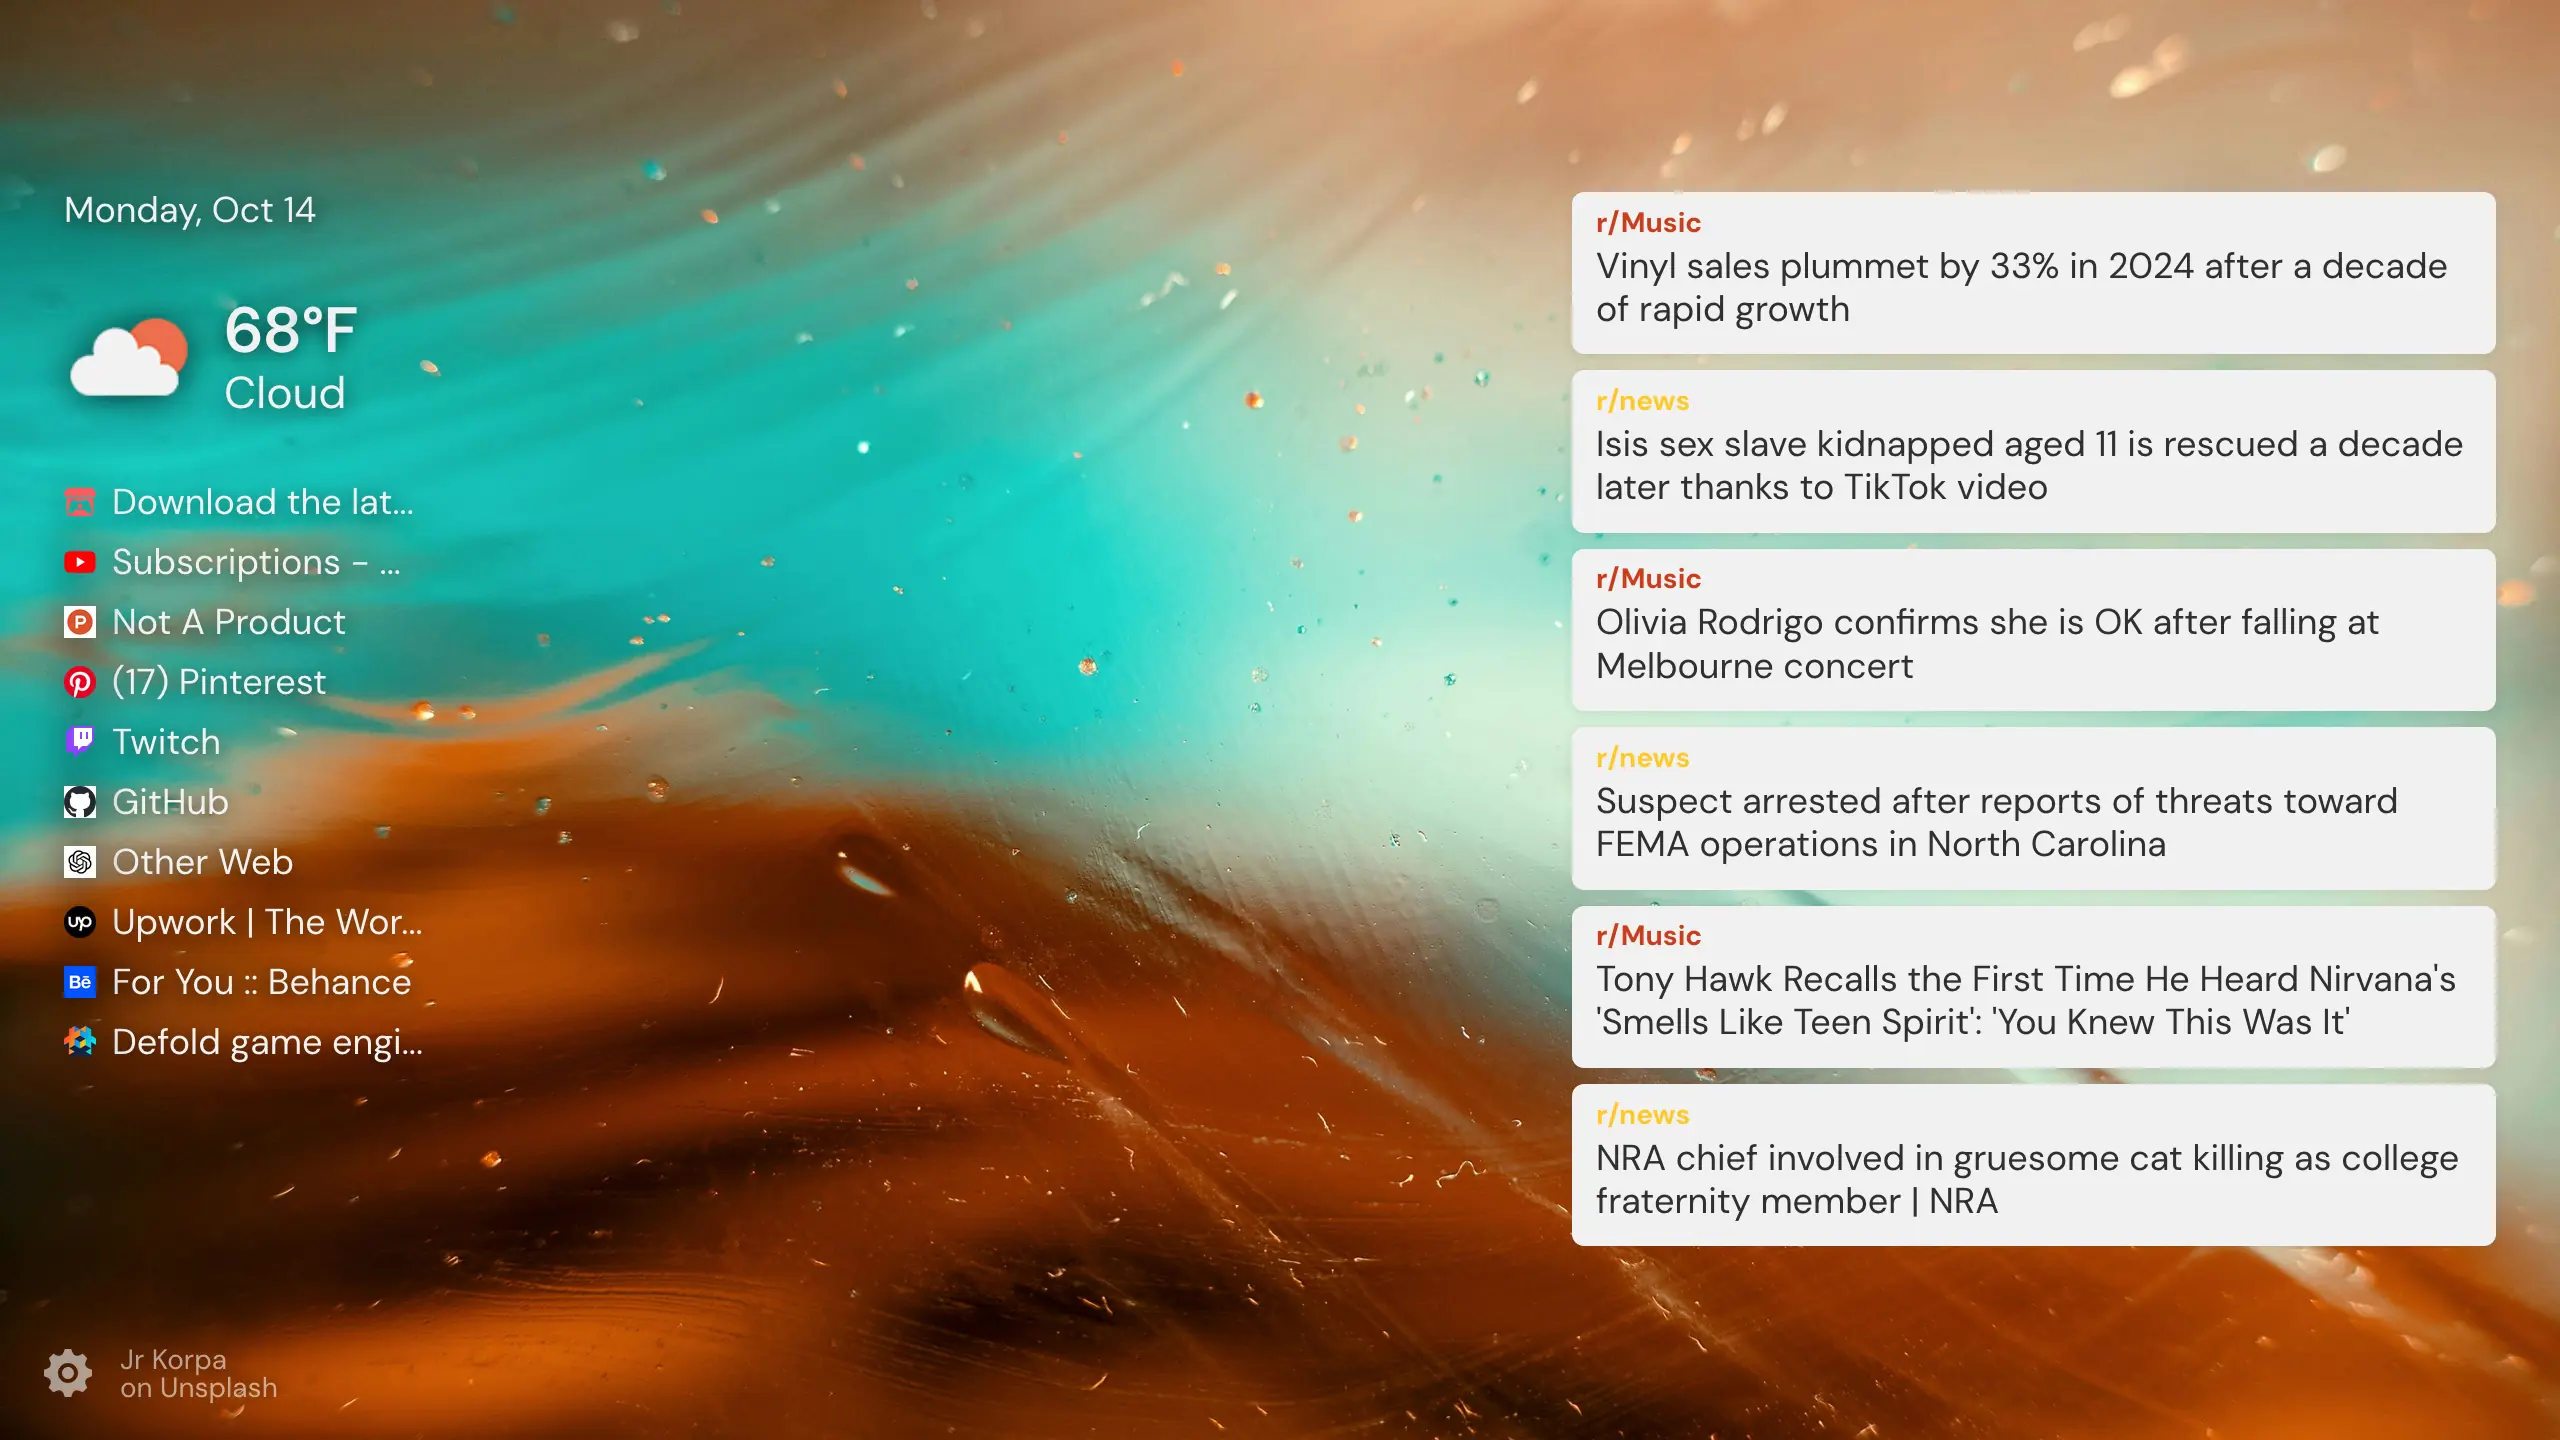 Monday, Oct 14
68°F
Cloud
Download the lat...
Subscriptions - ...
Not A Product
(17) Pinterest
Twitch
GitHub
Other Web
up
Upwork | The Wor...
Bē
For You :: Behance
Defold game engi...
Jr Korpa
on Unsplash
r/Music
Vinyl sales plummet by 33% in 2024 after a decade
of rapid growth
r/news
Isis sex slave kidnapped aged 11 is rescued a decade
later thanks to TikTok video
r/Music
Olivia Rodrigo confirms she is OK after falling at
Melbourne concert
r/news
Suspect arrested after reports of threats toward
FEMA operations in North Carolina
r/Music
Tony Hawk Recalls the First Time He Heard Nirvana's
'Smells Like Teen Spirit': 'You Knew This Was It'
r/news
NRA chief involved in gruesome cat killing as college
fraternity member | NRA